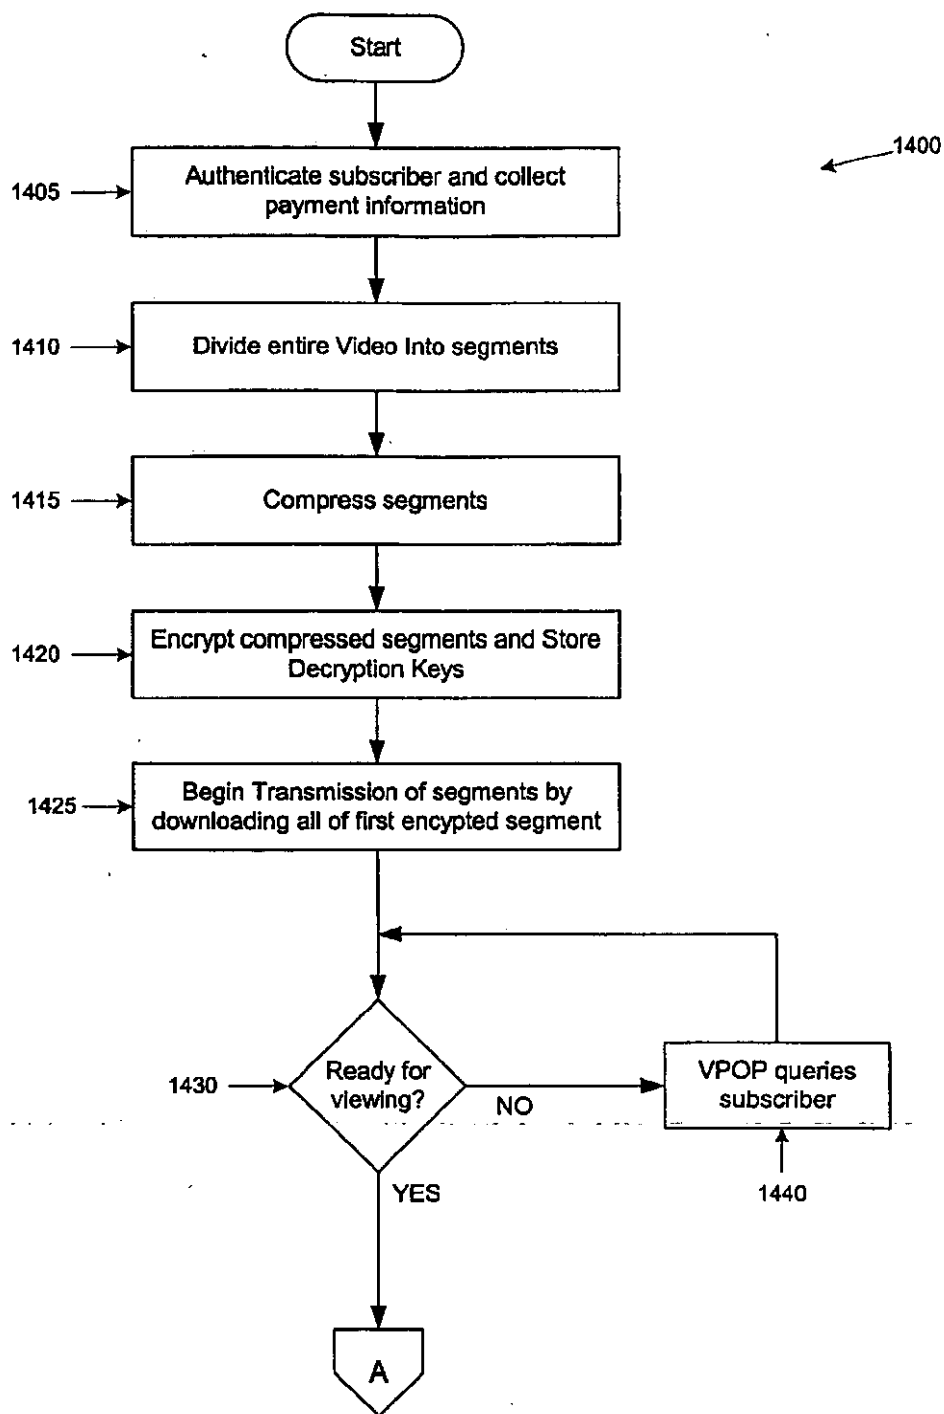 Start
1400
1405
Authenticate subscriber and collect
payment information
1410
Divide entire Video Into segments
1415
Compress segments
1420
Encrypt compressed segments and Store
Decryption Keys
1425
Begin Transmission of segments by
downloading all of first encypted segment
1430
Ready for
viewing?
NO
VPOP queries
subscriber
1440
YES
A